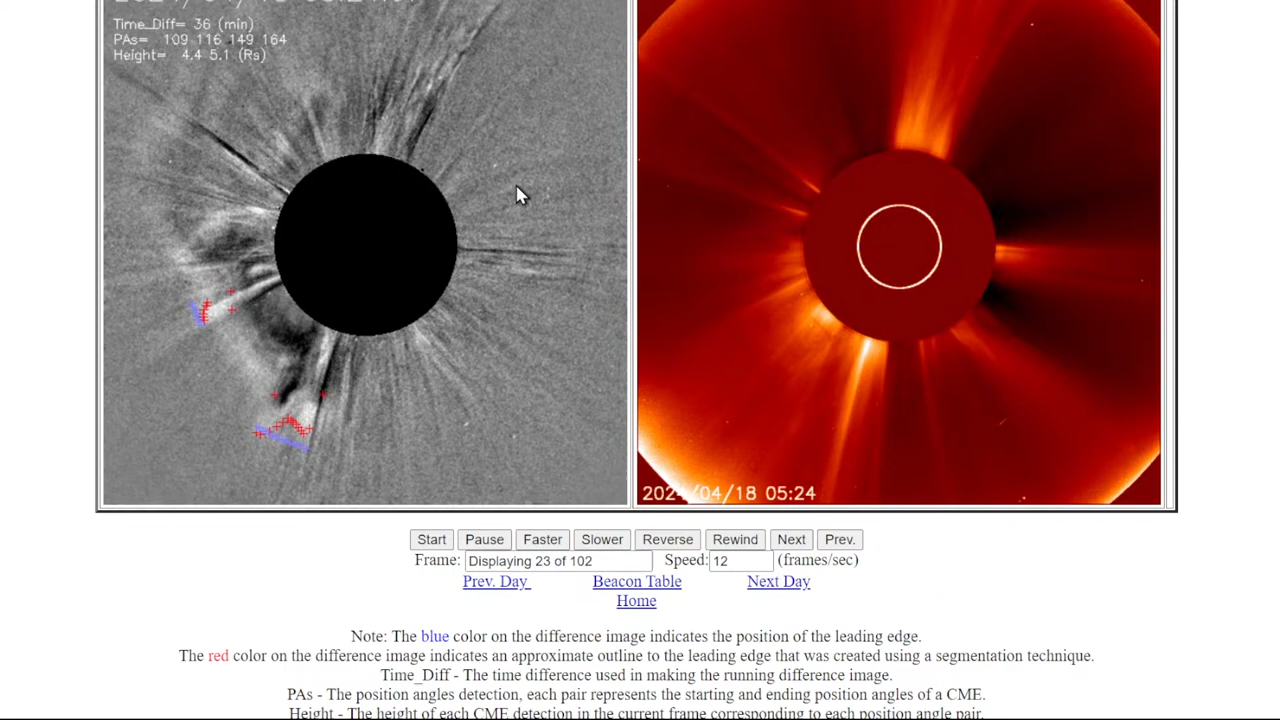 Time_Diff= 36 (min)
PAs= 109 116 149 164
Height= 4.4 5.1 (Rs)
05:24
Start Pause Faster Slower Reverse Rewind Next Prev.
Frame: Displaying 23 of 102 Speed: 12 (frames/sec)
Prev. Day Beacon Table Next Day
Home
Note: The blue color on the difference image indicates the position of the leading edge.
The red color on the difference image indicates an approximate outline to the leading edge that was created using a segmentation technique.
Time_Diff - The time difference used in making the running difference image.
PAs - The position angles detection, each pair represents the starting and ending position angles of a CME.
Height - The height of each CME detection in the current frame corresponding to each position angle pair.